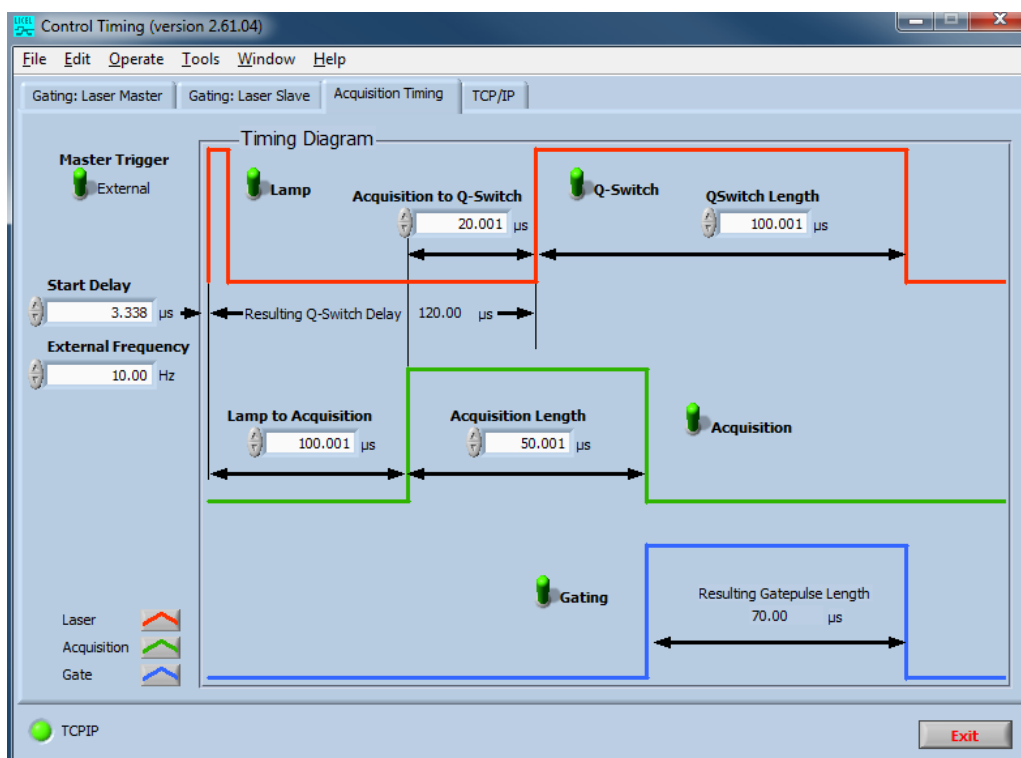 LICEL
Control Timing (version 2.61.04)
File Edit Operate Tools Window Help
Gating: Laser Master Gating: Laser Slave Acquisition Timing TCP/IP
Timing Diagram
Master Trigger
External
Lamp
Acquisition to Q-Switch
20.001 µs
Q-Switch
QSwitch Length
100.001 µs
Start Delay
3.338 µs
Resulting Q-Switch Delay 120.00 µs
External Frequency
10.00 Hz
Lamp to Acquisition
100.001 µs
Acquisition Length
50.001 µs
Acquisition
Gating
Resulting Gatepulse Length
70.00 µs
Laser
Acquisition
Gate
TCPIP
Exit